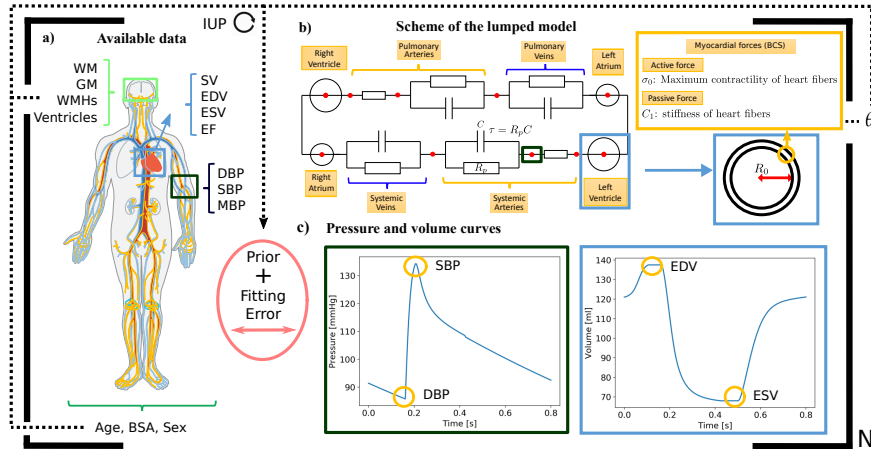 IUP
a) Available data
WM
GM
WMHs
Ventricles
SV
EDV
ESV
EF
DBP
SBP
MBP
Age, BSA, Sex
Prior
+
Fitting
Error
b) Scheme of the lumped model
Right
Ventricle
Pulmonary
Arteries
Pulmonary
Veins
Left
Atrium
C τ = R_pC
R_p
Right
Atrium
Systemic
Veins
Systemic
Arteries
Left
Ventricle
Myocardial forces (BCS)
Active force
σ₀: Maximum contractility of heart fibers
Passive Force
C₁: stiffness of heart fibers
R₀
θ
c) Pressure and volume curves
Pressure [mmHg]
130
120
110
100
90
0.0 0.2 0.4 0.6 0.8
Time [s]
SBP
DBP
Volume [ml]
140
130
120
110
100
90
80
70
0.0 0.2 0.4 0.6 0.8
Time [s]
EDV
ESV
N